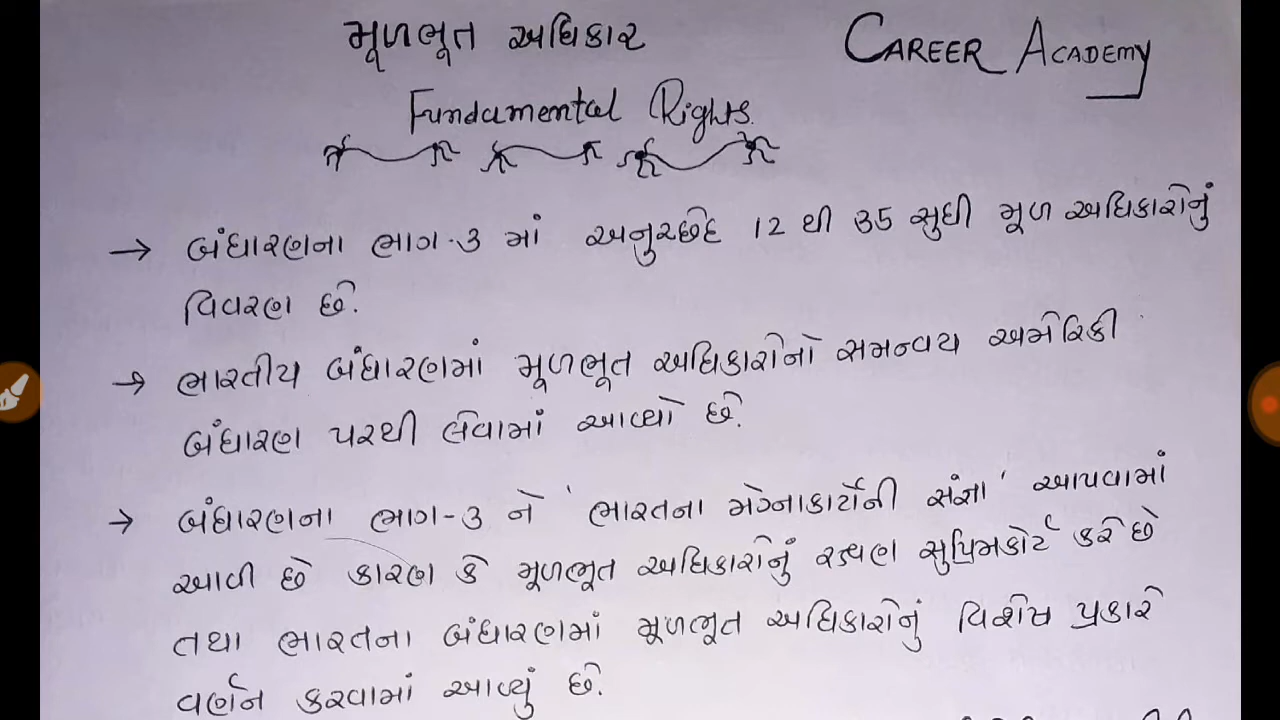 મૂળભૂત અધિકાર
CAREER ACADEMY
Fundamental Rights.
→ બંધારણના ભાગ-૩ માં અનુચ્છેદ 12 થી 35 સુધી મૂળ અધિકારોનું
વિવરણ છે.
→ ભારતીય બંધારણમાં મૂળભૂત અધિકારોનો સમન્વય અમેરિકી
બંધારણ પરથી લેવામાં આવ્યો છે.
→ બંધારણના ભાગ-૩ ને 'ભારતના મેગ્નાકાર્ટાની સંજ્ઞા' આપવામાં
આવી છે કારણ કે મૂળભૂત અધિકારોનું રક્ષણ સુપ્રિમકોર્ટ કરે છે
તથા ભારતના બંધારણમાં મૂળભૂત અધિકારોનું વિશેષ પ્રકારે
વર્ણન કરવામાં આવ્યું છે.